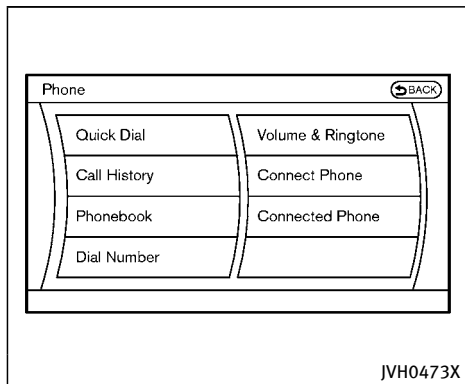 Phone
BACK
Quick Dial
Volume & Ringtone
Call History
Connect Phone
Phonebook
Connected Phone
Dial Number
JVH0473X